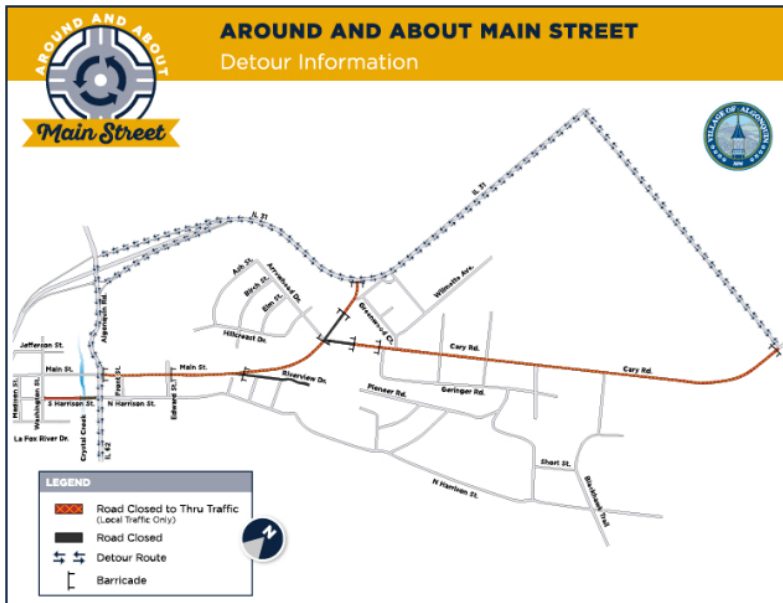 AROUND AND ABOUT
Main Street
AROUND AND ABOUT MAIN STREET
Detour Information
VILLAGE OF ALGONQUIN
IL 31
IL 31
Ash St.
Birch St.
Elm St.
Arrowhead Dr.
Hillcrest Dr.
Wilmette Ave.
Greenwood Ct.
Algonquin Rd.
Jefferson St.
Main St.
Front St.
Main St.
Edward St.
Riverview Dr.
Cary Rd.
Cary Rd.
Geringer Rd.
Pioneer Rd.
Madison St.
Washington St.
S Harrison St.
N Harrison St.
La Fox River Dr.
Crystal Creek
IL 62
Short St.
N Harrison St.
Blackhawk Trail
LEGEND
Road Closed to Thru Traffic
(Local Traffic Only)
Road Closed
Detour Route
Barricade
N